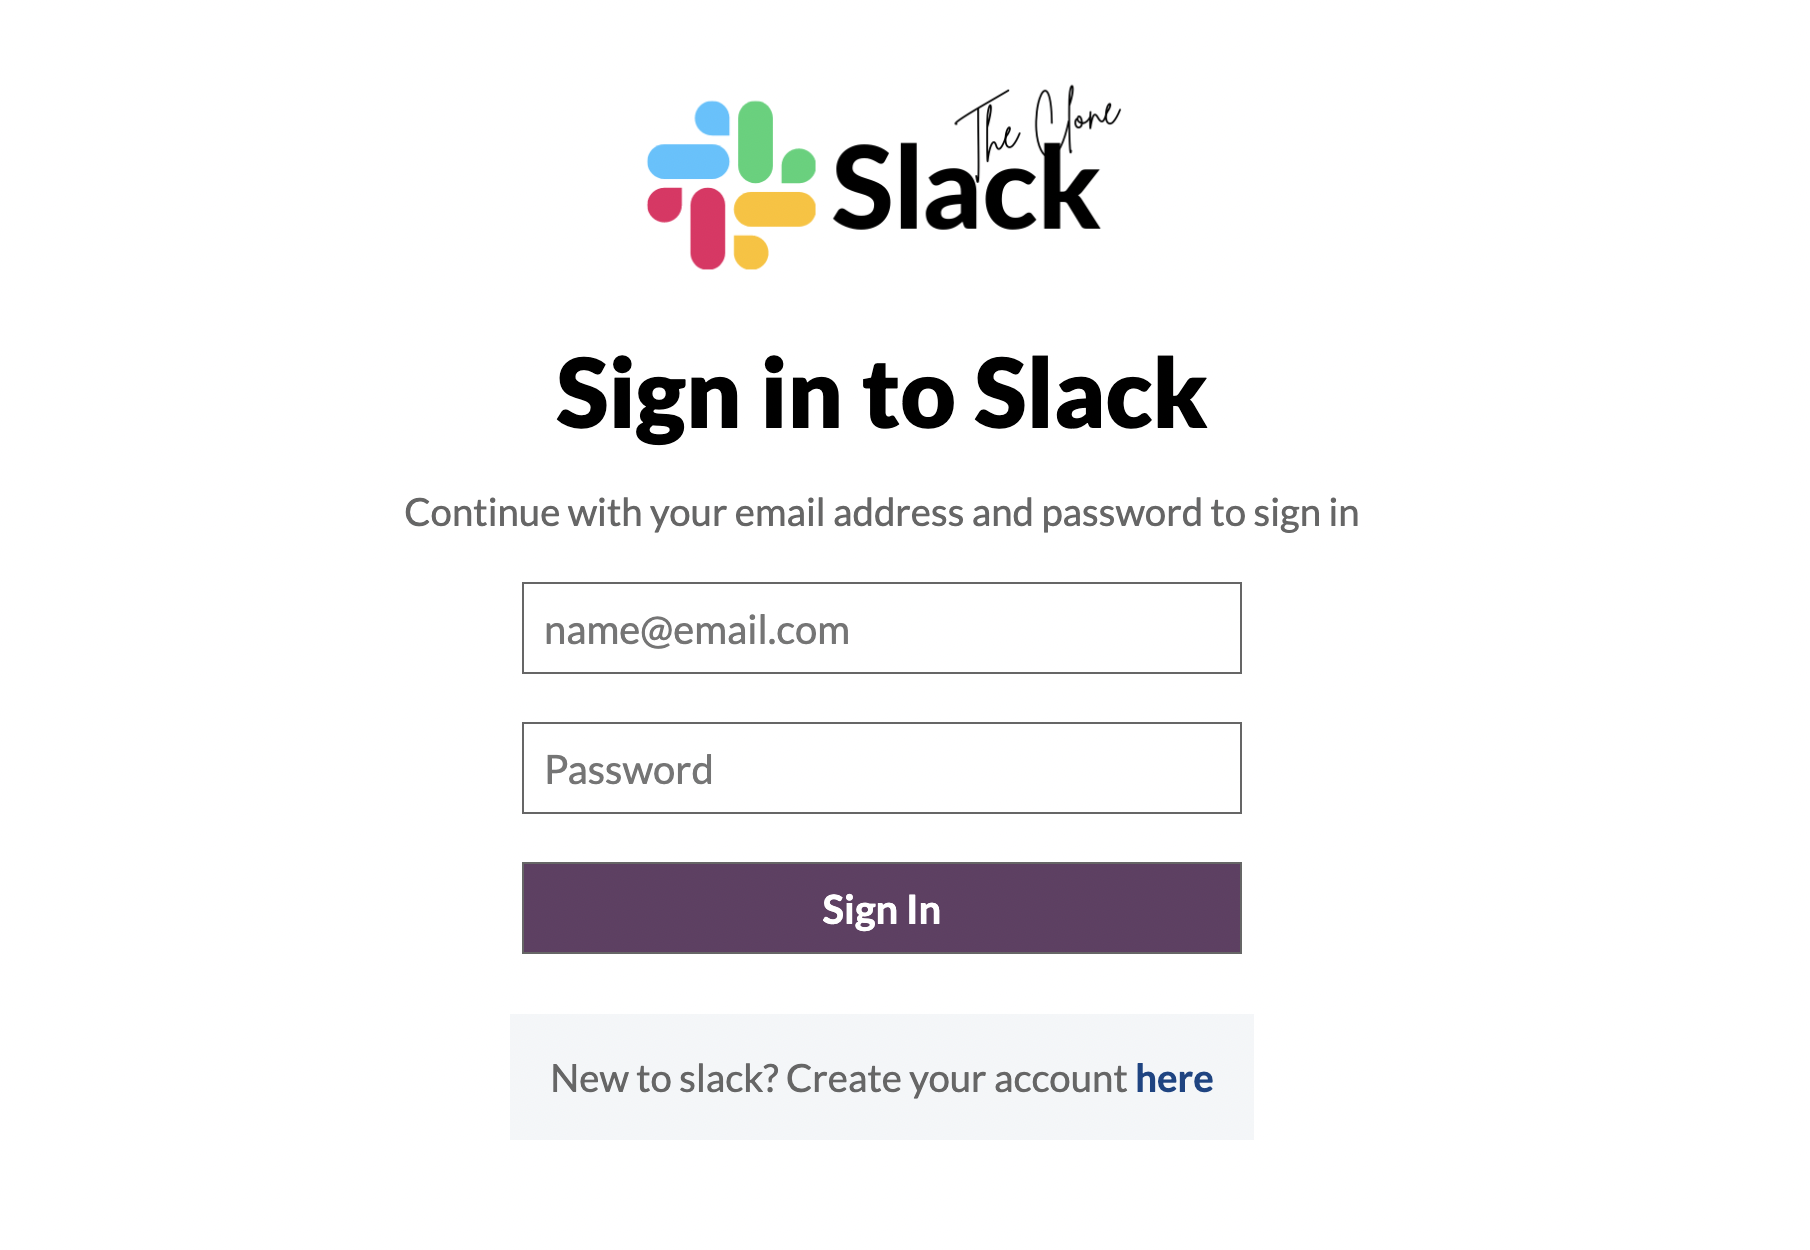 The Clone
Slack
Sign in to Slack
Continue with your email address and password to sign in
name@email.com
Password
Sign In
New to slack? Create your account here